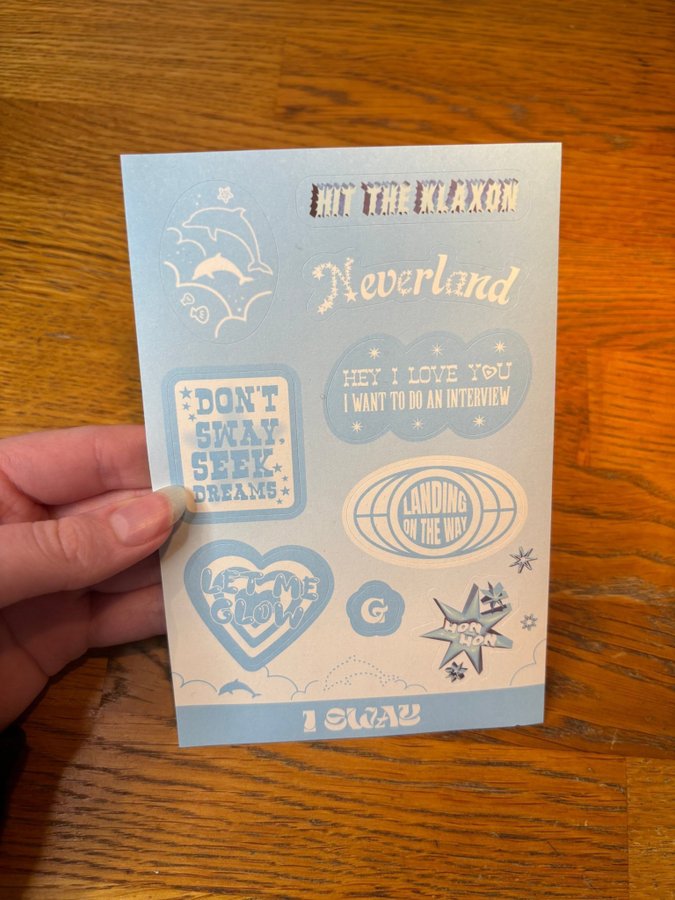 HIT THE KLAXON
Neverland
HEY I LOVE YOU
I WANT TO DO AN INTERVIEW
DON'T
SWAY,
SEEK
DREAMS
LANDING
ON THE WAY
LET ME
GLOW
G
HON
HON
I SWAY